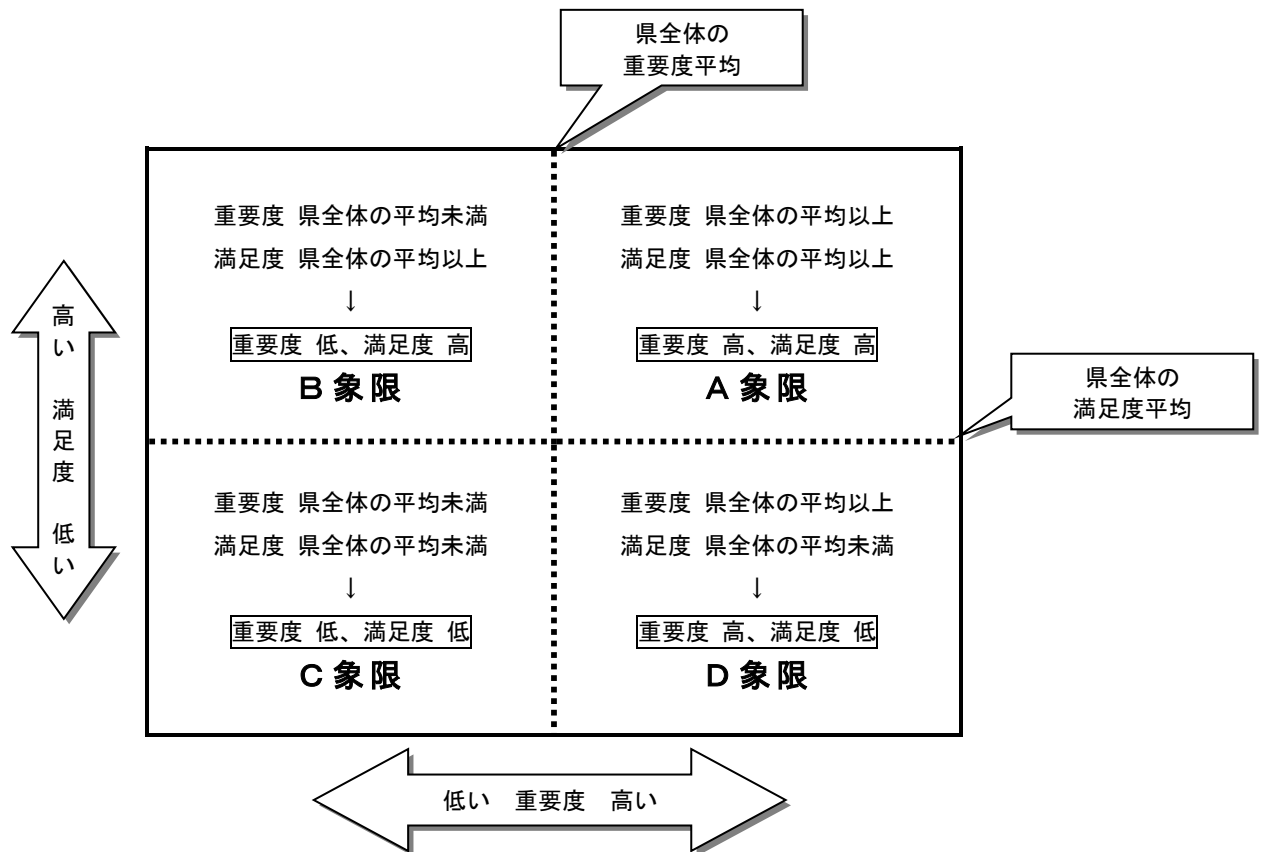 県全体の
重要度平均
重要度 県全体の平均未満
満足度 県全体の平均以上
↓
重要度 低、満足度 高
B象限
重要度 県全体の平均以上
満足度 県全体の平均以上
↓
重要度 高、満足度 高
A象限
高い 満足度 低い
県全体の
満足度平均
重要度 県全体の平均未満
満足度 県全体の平均未満
↓
重要度 低、満足度 低
C象限
重要度 県全体の平均以上
満足度 県全体の平均未満
↓
重要度 高、満足度 低
D象限
低い 重要度 高い